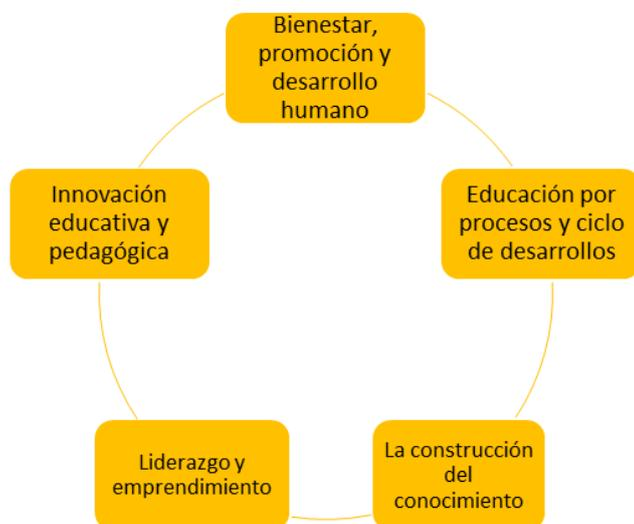 Bienestar,
promoción y
desarrollo
humano
Educación por
procesos y ciclo
de desarrollos
La construcción
del
conocimiento
Liderazgo y
emprendimiento
Innovación
educativa y
pedagógica